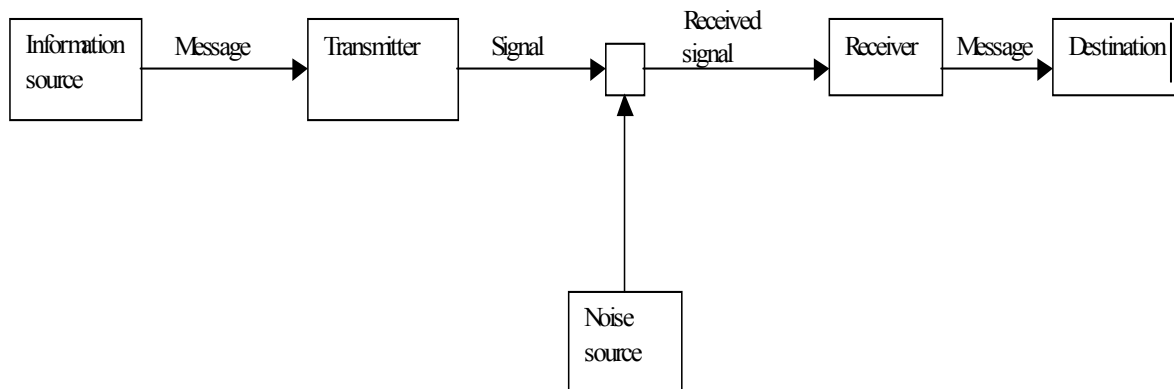 Information
source
Message
Transmitter
Signal
Received
signal
Receiver
Message
Destination
Noise
source